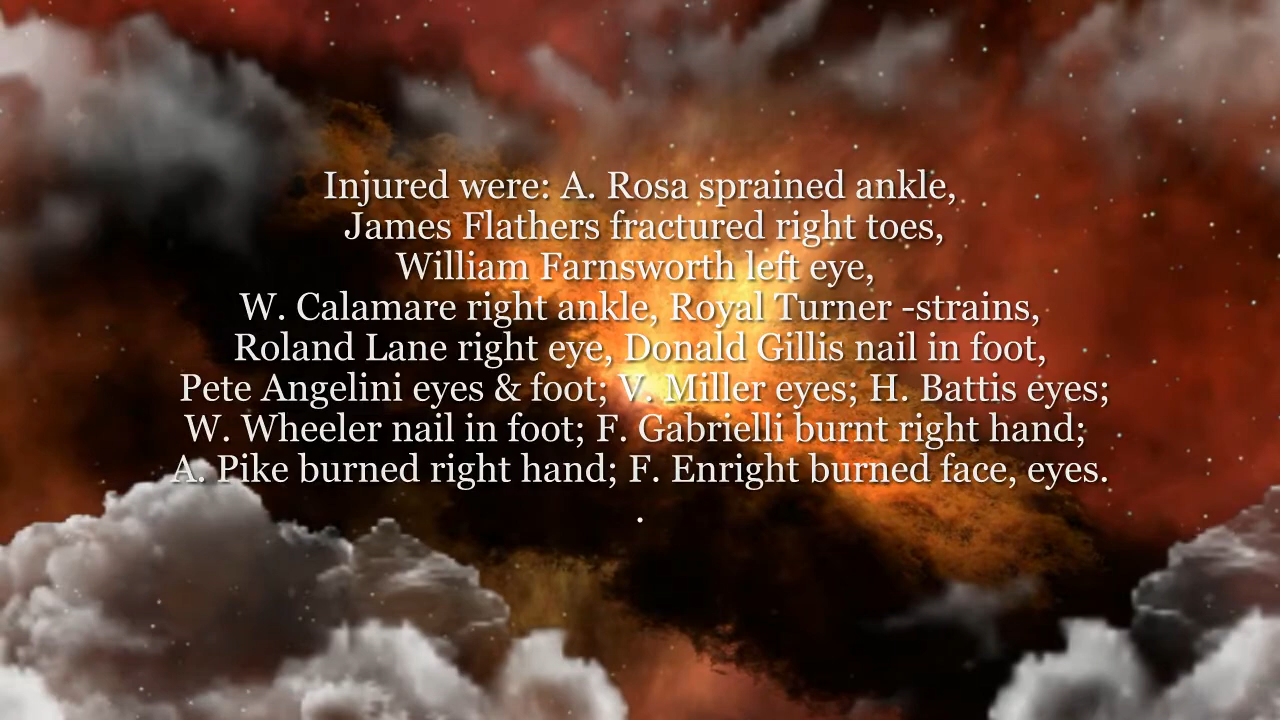 Injured were: A. Rosa sprained ankle,
James Flathers fractured right toes,
William Farnsworth left eye,
W. Calamare right ankle, Royal Turner -strains,
Roland Lane right eye, Donald Gillis nail in foot,
Pete Angelini eyes & foot; V. Miller eyes; H. Battis eyes;
W. Wheeler nail in foot; F. Gabrielli burnt right hand;
A. Pike burned right hand; F. Enright burned face, eyes.
.